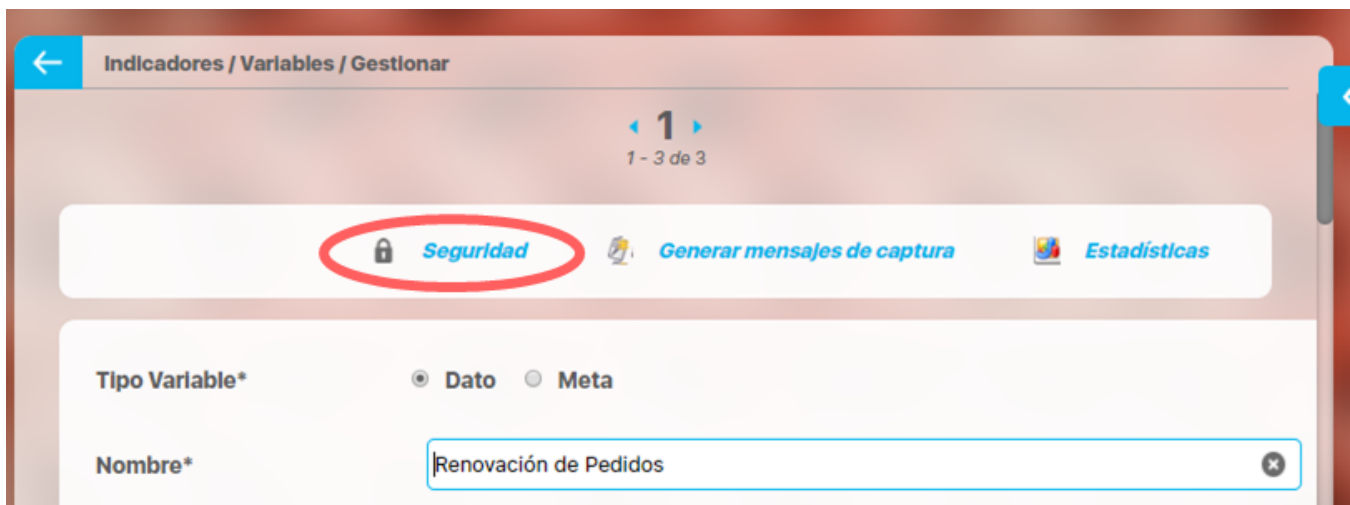 Indicadores / Variables / Gestionar
1
1 - 3 de 3
Seguridad Generar mensajes de captura Estadísticas
Tipo Variable* Dato Meta
Nombre* Renovación de Pedidos